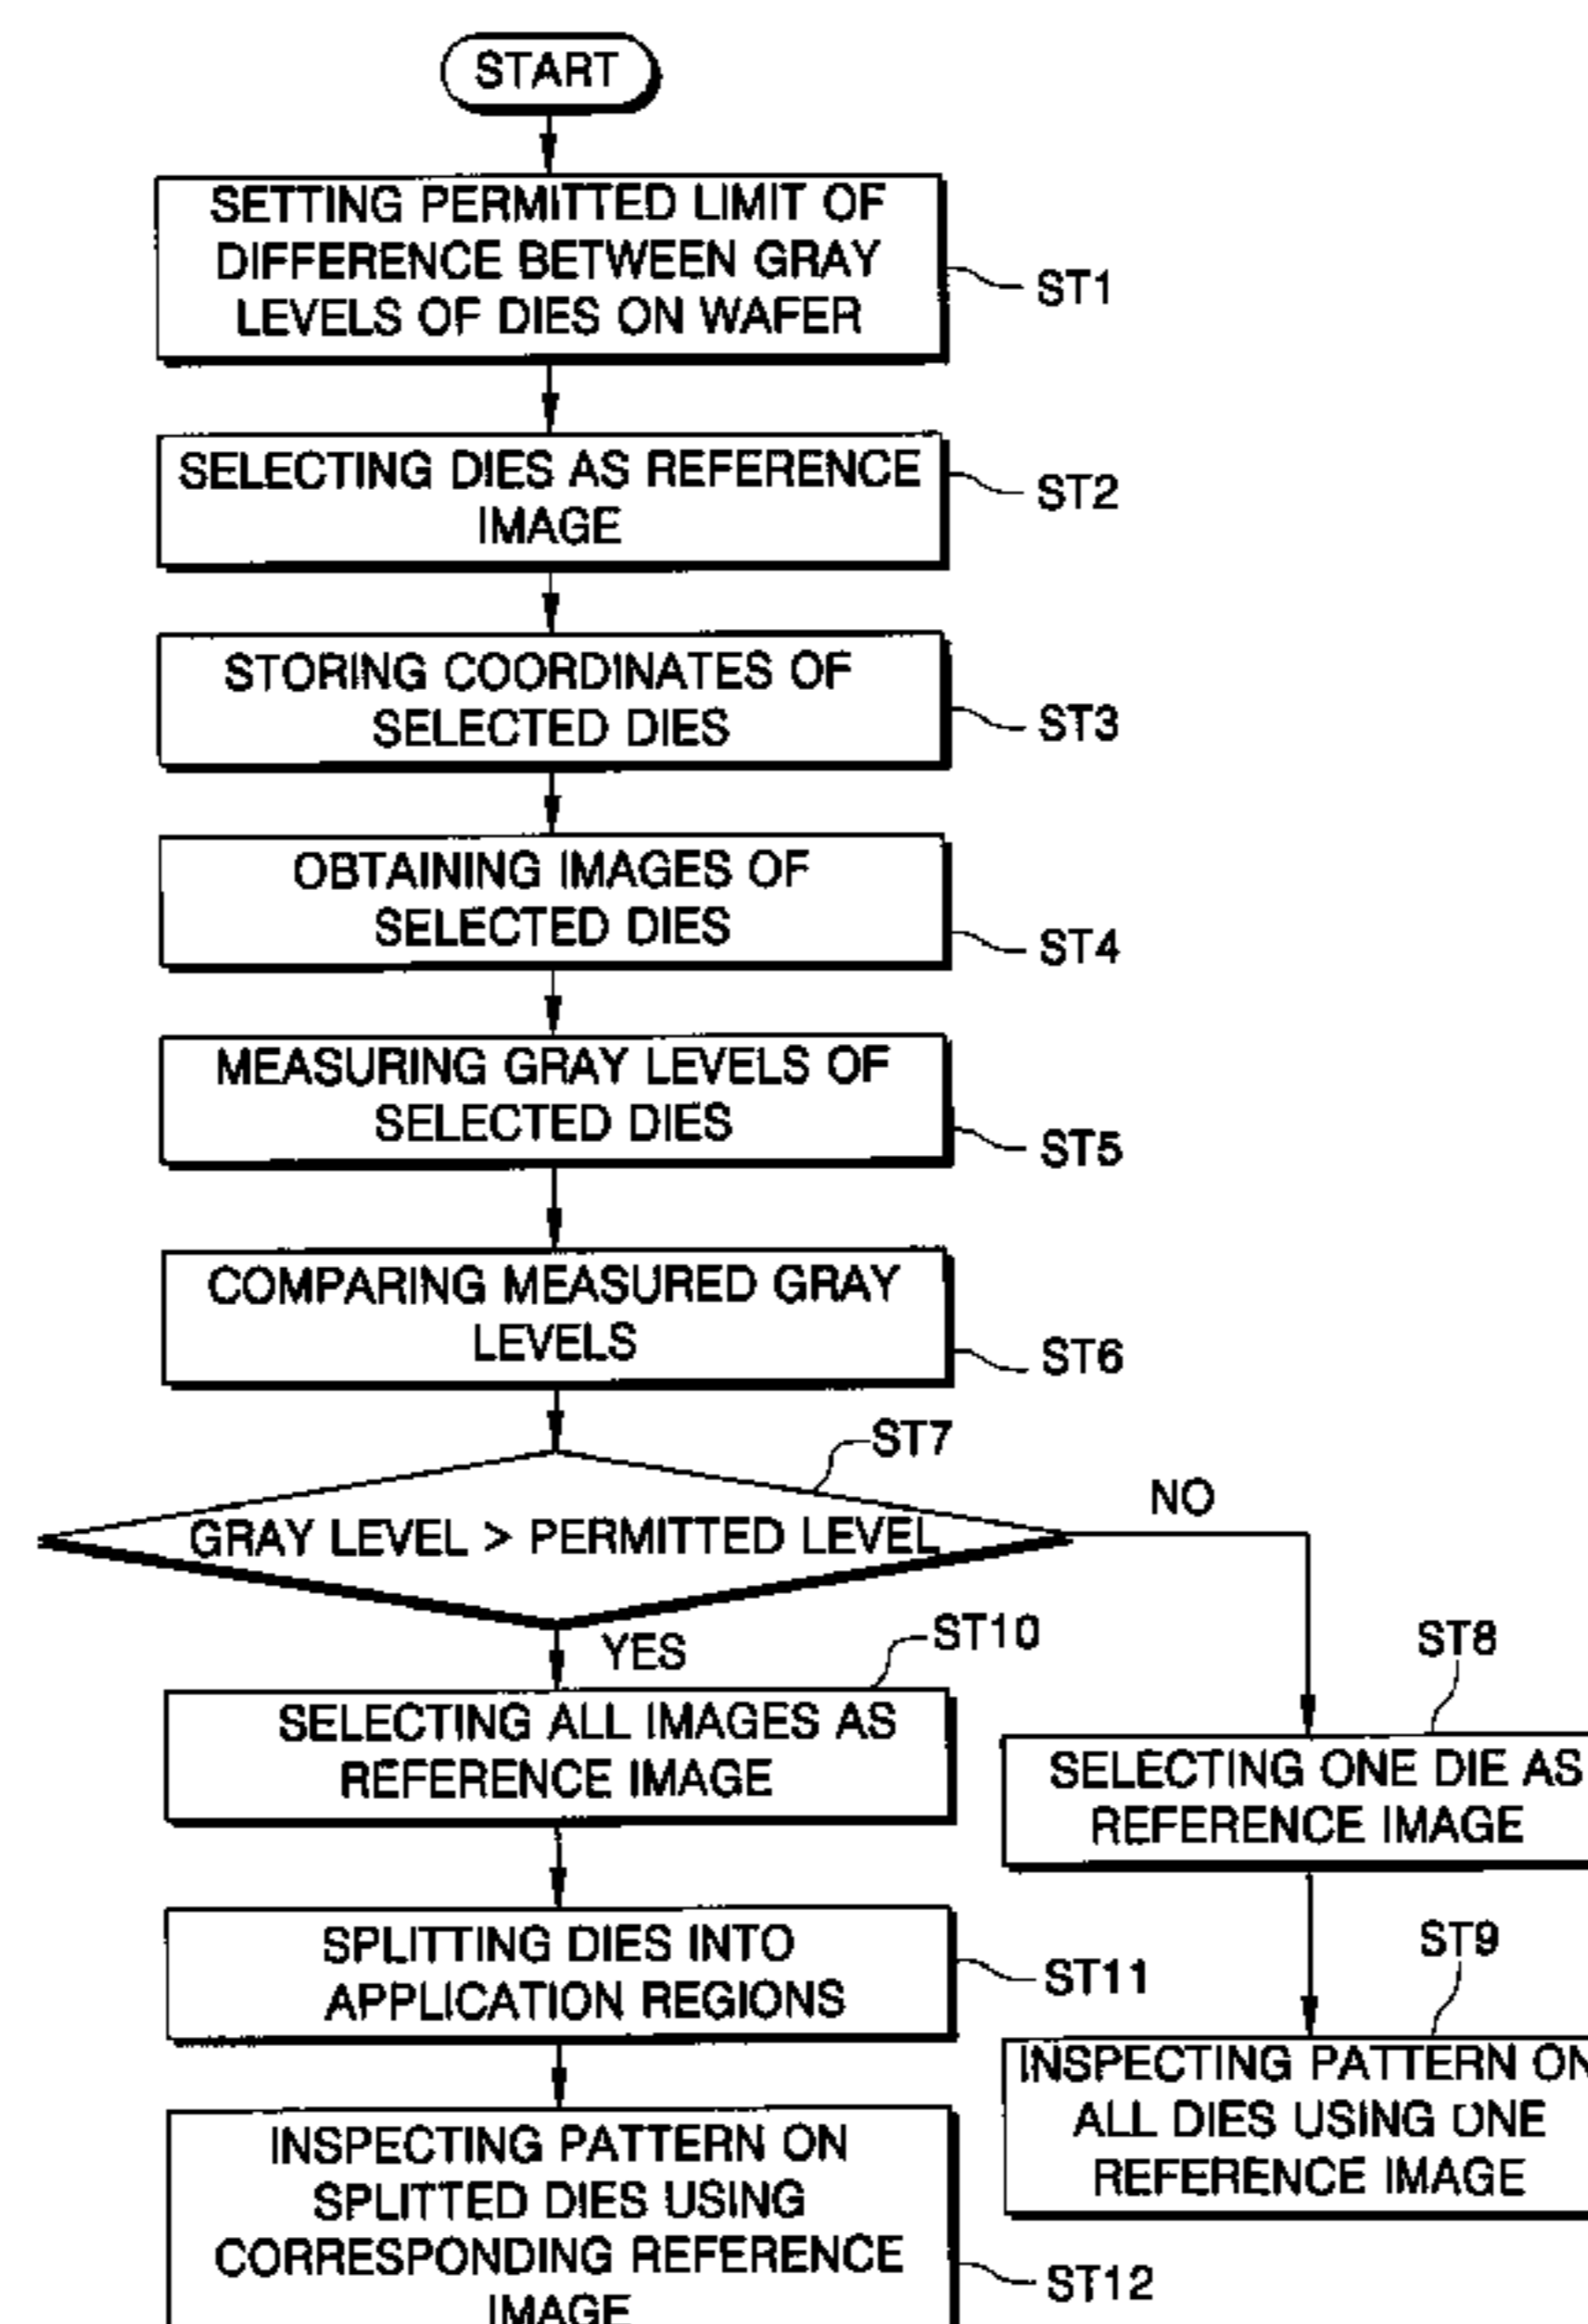 START
SETTING PERMITTED LIMIT OF
DIFFERENCE BETWEEN GRAY
LEVELS OF DIES ON WAFER
ST1
SELECTING DIES AS REFERENCE
IMAGE
ST2
STORING COORDINATES OF
SELECTED DIES
ST3
OBTAINING IMAGES OF
SELECTED DIES
ST4
MEASURING GRAY LEVELS OF
SELECTED DIES
ST5
COMPARING MEASURED GRAY
LEVELS
ST6
ST7
GRAY LEVEL > PERMITTED LEVEL
NO
YES
ST10
SELECTING ALL IMAGES AS
REFERENCE IMAGE
ST8
SELECTING ONE DIE AS
REFERENCE IMAGE
SPLITTING DIES INTO
APPLICATION REGIONS
ST11
ST9
INSPECTING PATTERN ON
ALL DIES USING ONE
REFERENCE IMAGE
INSPECTING PATTERN ON
SPLITTED DIES USING
CORRESPONDING REFERENCE
IMAGE
ST12